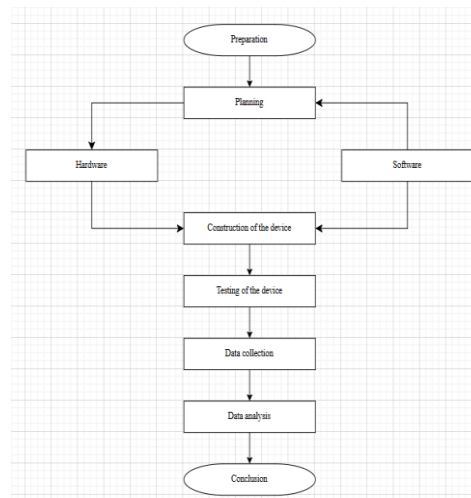 Preparation
Planning
Hardware
Software
Construction of the device
Testing of the device
Data collection
Data analysis
Conclusion